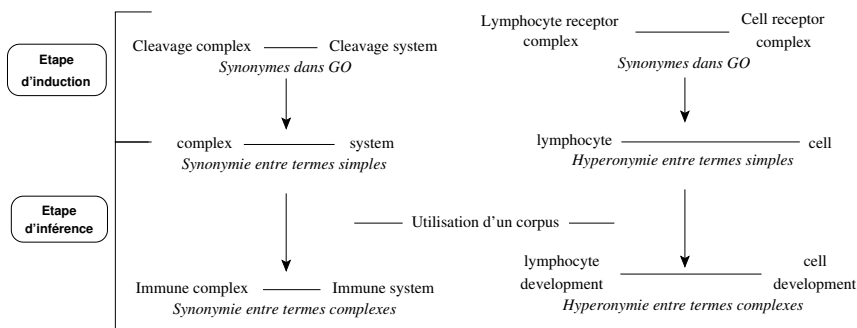 Etape
d'induction
Cleavage complex Cleavage system
Synonymes dans GO
Lymphocyte receptor Cell receptor
complex complex
Synonymes dans GO
complex system
Synonymie entre termes simples
lymphocyte cell
Hyperonymie entre termes simples
Etape
d'inférence
Utilisation d'un corpus
Immune complex Immune system
Synonymie entre termes complexes
lymphocyte cell
development development
Hyperonymie entre termes complexes